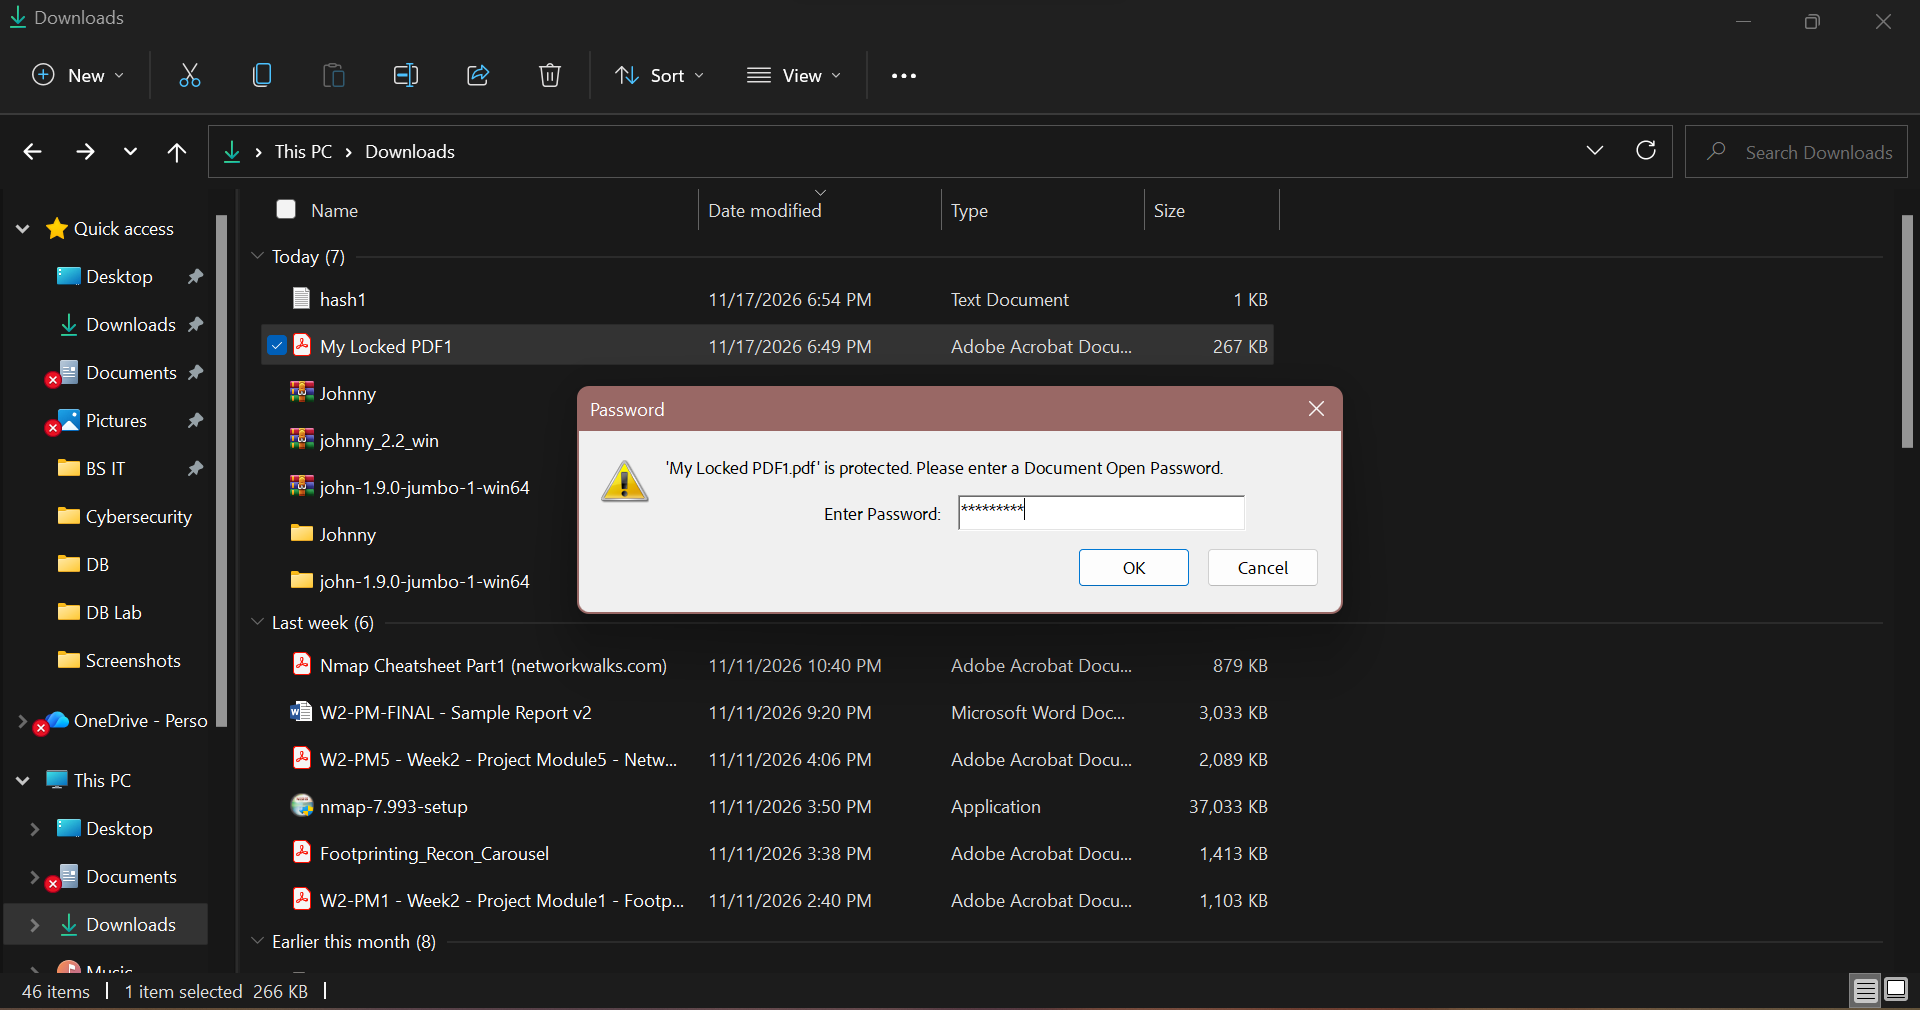 Downloads
New
Sort
View
This PC
Downloads
Search Downloads
Name
Date modified
Type
Size
Quick access
Desktop
Downloads
Documents
Pictures
BS IT
Cybersecurity
DB
DB Lab
Screenshots
OneDrive - Perso
This PC
Desktop
Documents
Downloads
Music
Today (7)
hash1 11/17/2026 6:54 PM Text Document 1 KB
My Locked PDF1 11/17/2026 6:49 PM Adobe Acrobat Docu... 267 KB
Johnny
johnny_2.2_win
john-1.9.0-jumbo-1-win64
Johnny
john-1.9.0-jumbo-1-win64
Password
'My Locked PDF1.pdf' is protected. Please enter a Document Open Password.
Enter Password: *********
OK
Cancel
Last week (6)
Nmap Cheatsheet Part1 (networkwalks.com) 11/11/2026 10:40 PM Adobe Acrobat Docu... 879 KB
W2-PM-FINAL - Sample Report v2 11/11/2026 9:20 PM Microsoft Word Doc... 3,033 KB
W2-PM5 - Week2 - Project Module5 - Netw... 11/11/2026 4:06 PM Adobe Acrobat Docu... 2,089 KB
nmap-7.993-setup 11/11/2026 3:50 PM Application 37,033 KB
Footprinting_Recon_Carousel 11/11/2026 3:38 PM Adobe Acrobat Docu... 1,413 KB
W2-PM1 - Week2 - Project Module1 - Footp... 11/11/2026 2:40 PM Adobe Acrobat Docu... 1,103 KB
Earlier this month (8)
46 items
1 item selected 266 KB